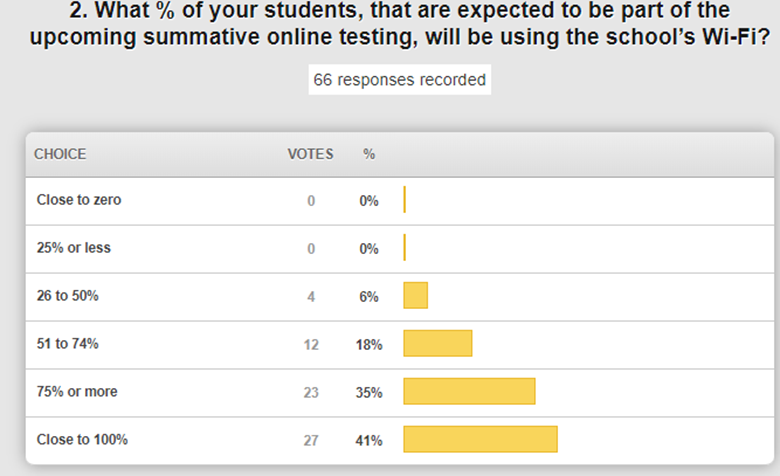 2. What % of your students, that are expected to be part of the
upcoming summative online testing, will be using the school’s Wi-Fi?
66 responses recorded
CHOICE VOTES %
Close to zero 0 0%
25% or less 0 0%
26 to 50% 4 6%
51 to 74% 12 18%
75% or more 23 35%
Close to 100% 27 41%